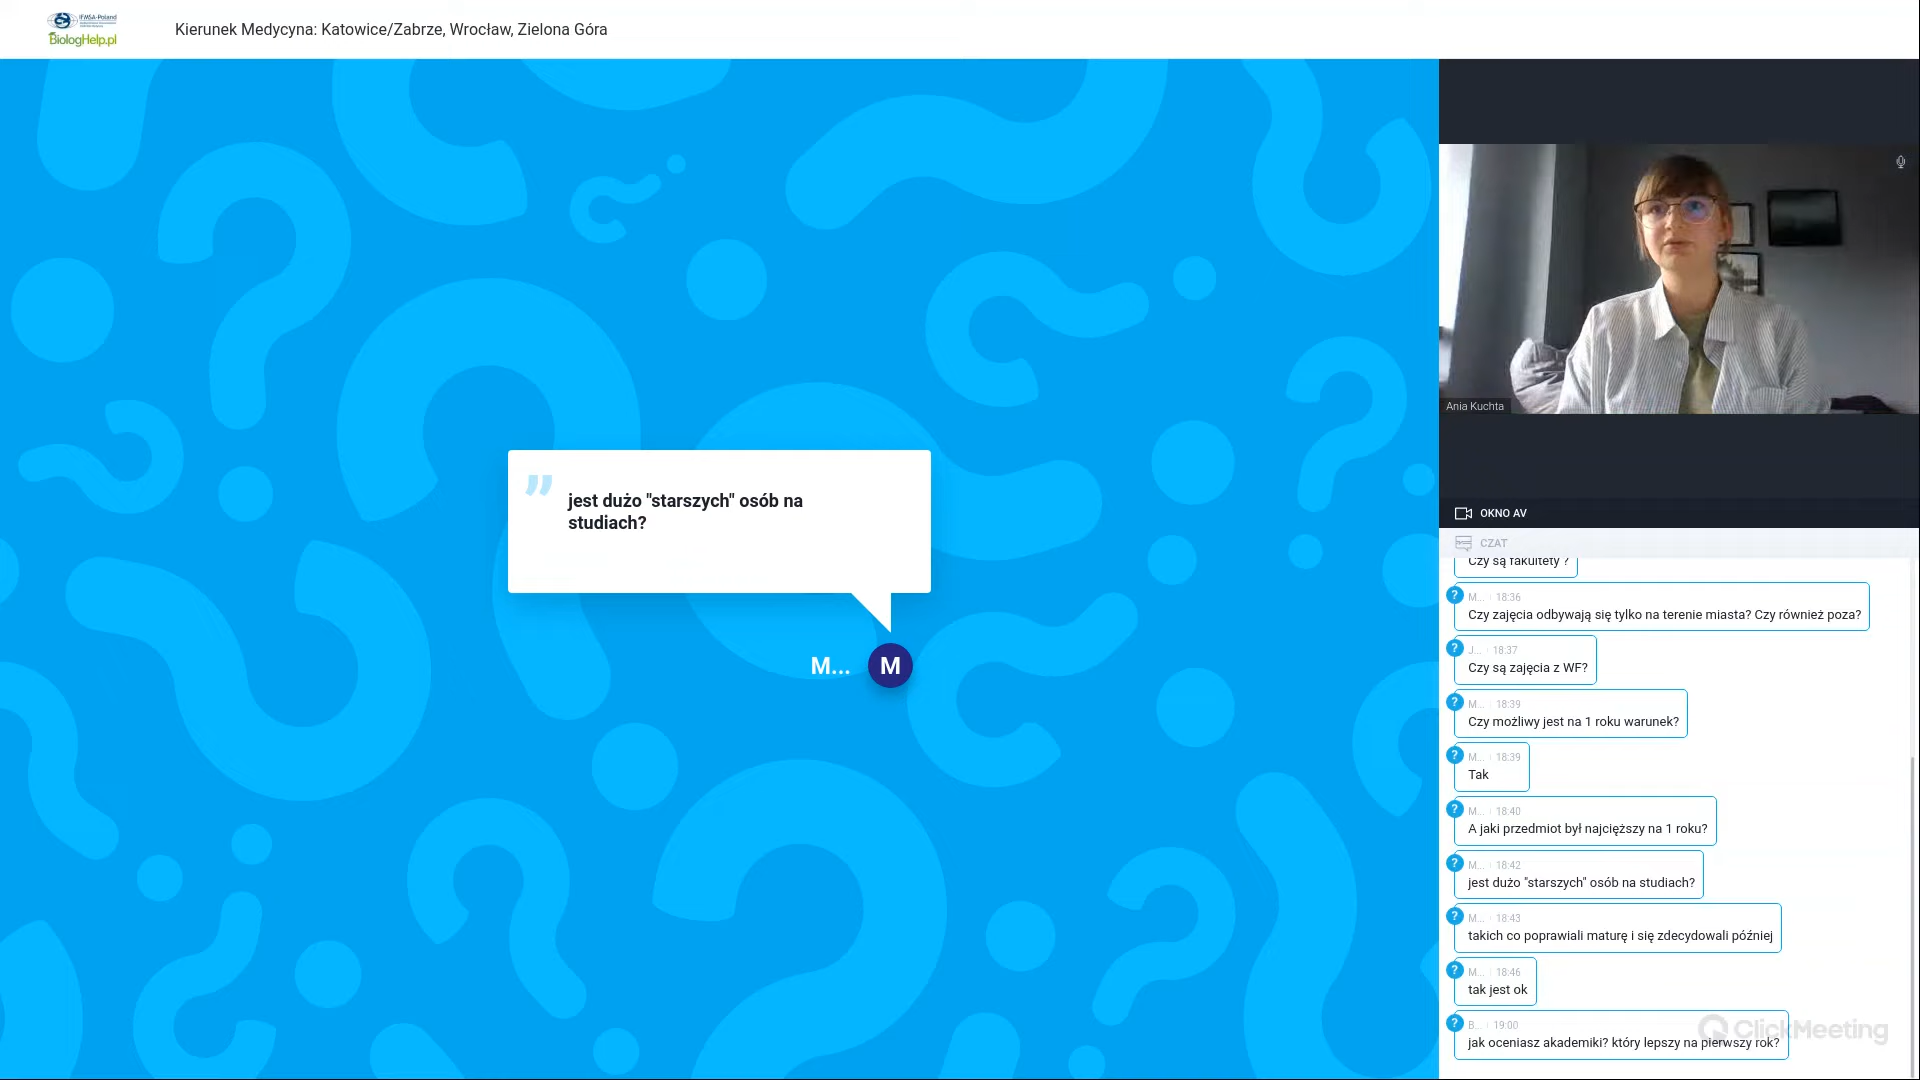 IFMSA-Poland
BiologHelp.pl
Kierunek Medycyna: Katowice/Zabrze, Wrocław, Zielona Góra
" jest dużo "starszych" osób na
studiach?
M... M
Ania Kuchta
OKNO AV
CZAT
Czy są fakultety ?
? M... 18:36
Czy zajęcia odbywają się tylko na terenie miasta? Czy również poza?
? J... 18:37
Czy są zajęcia z WF?
? M... 18:39
Czy możliwy jest na 1 roku warunek?
? M... 18:39
Tak
? M... 18:40
A jaki przedmiot był najcięższy na 1 roku?
? M... 18:42
jest dużo "starszych" osób na studiach?
? M... 18:43
takich co poprawiali maturę i się zdecydowali później
? M... 18:46
tak jest ok
? B... 19:00
jak oceniasz akademiki? który lepszy na pierwszy rok?
ClickMeeting